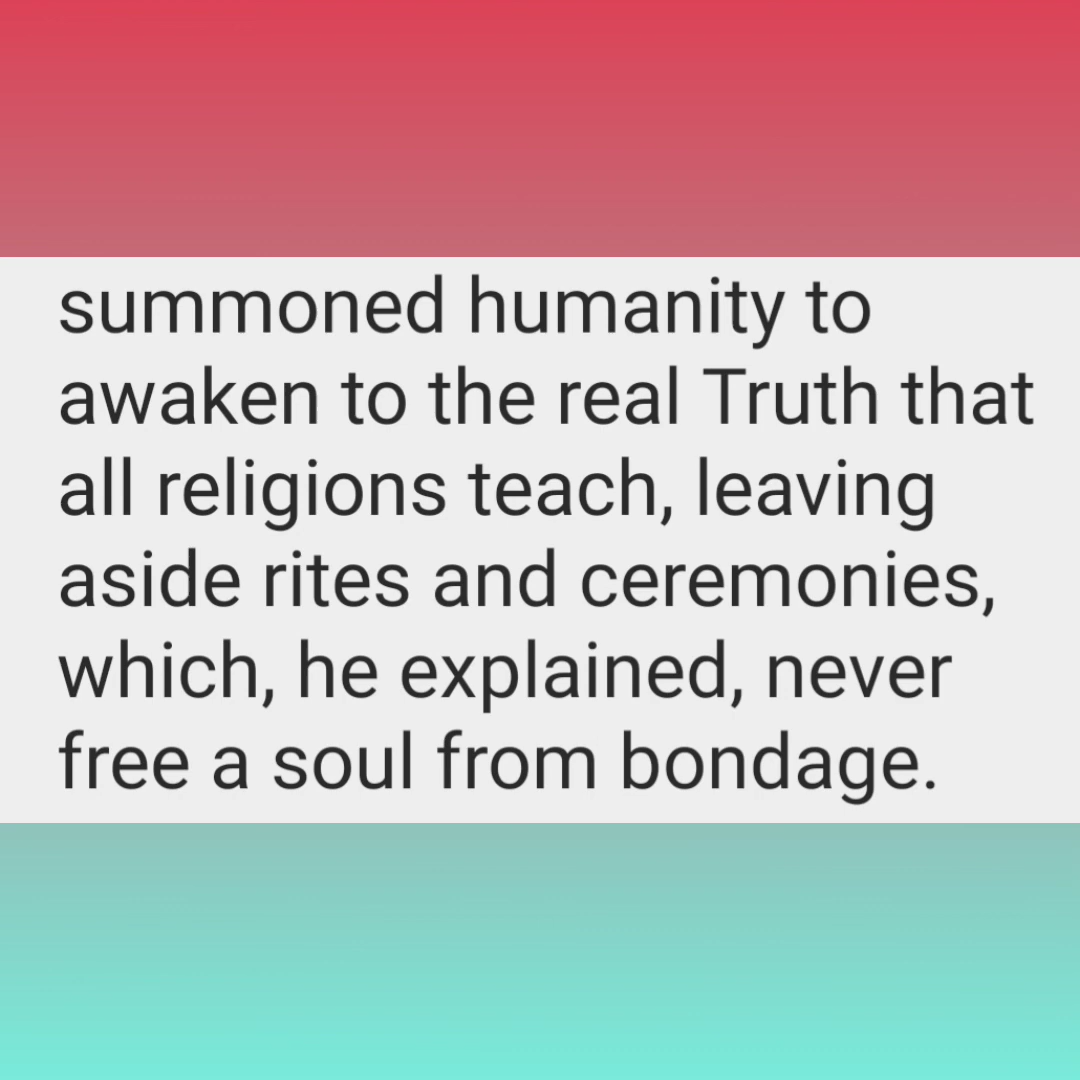 summoned humanity to
awaken to the real Truth that
all religions teach, leaving
aside rites and ceremonies,
which, he explained, never
free a soul from bondage.